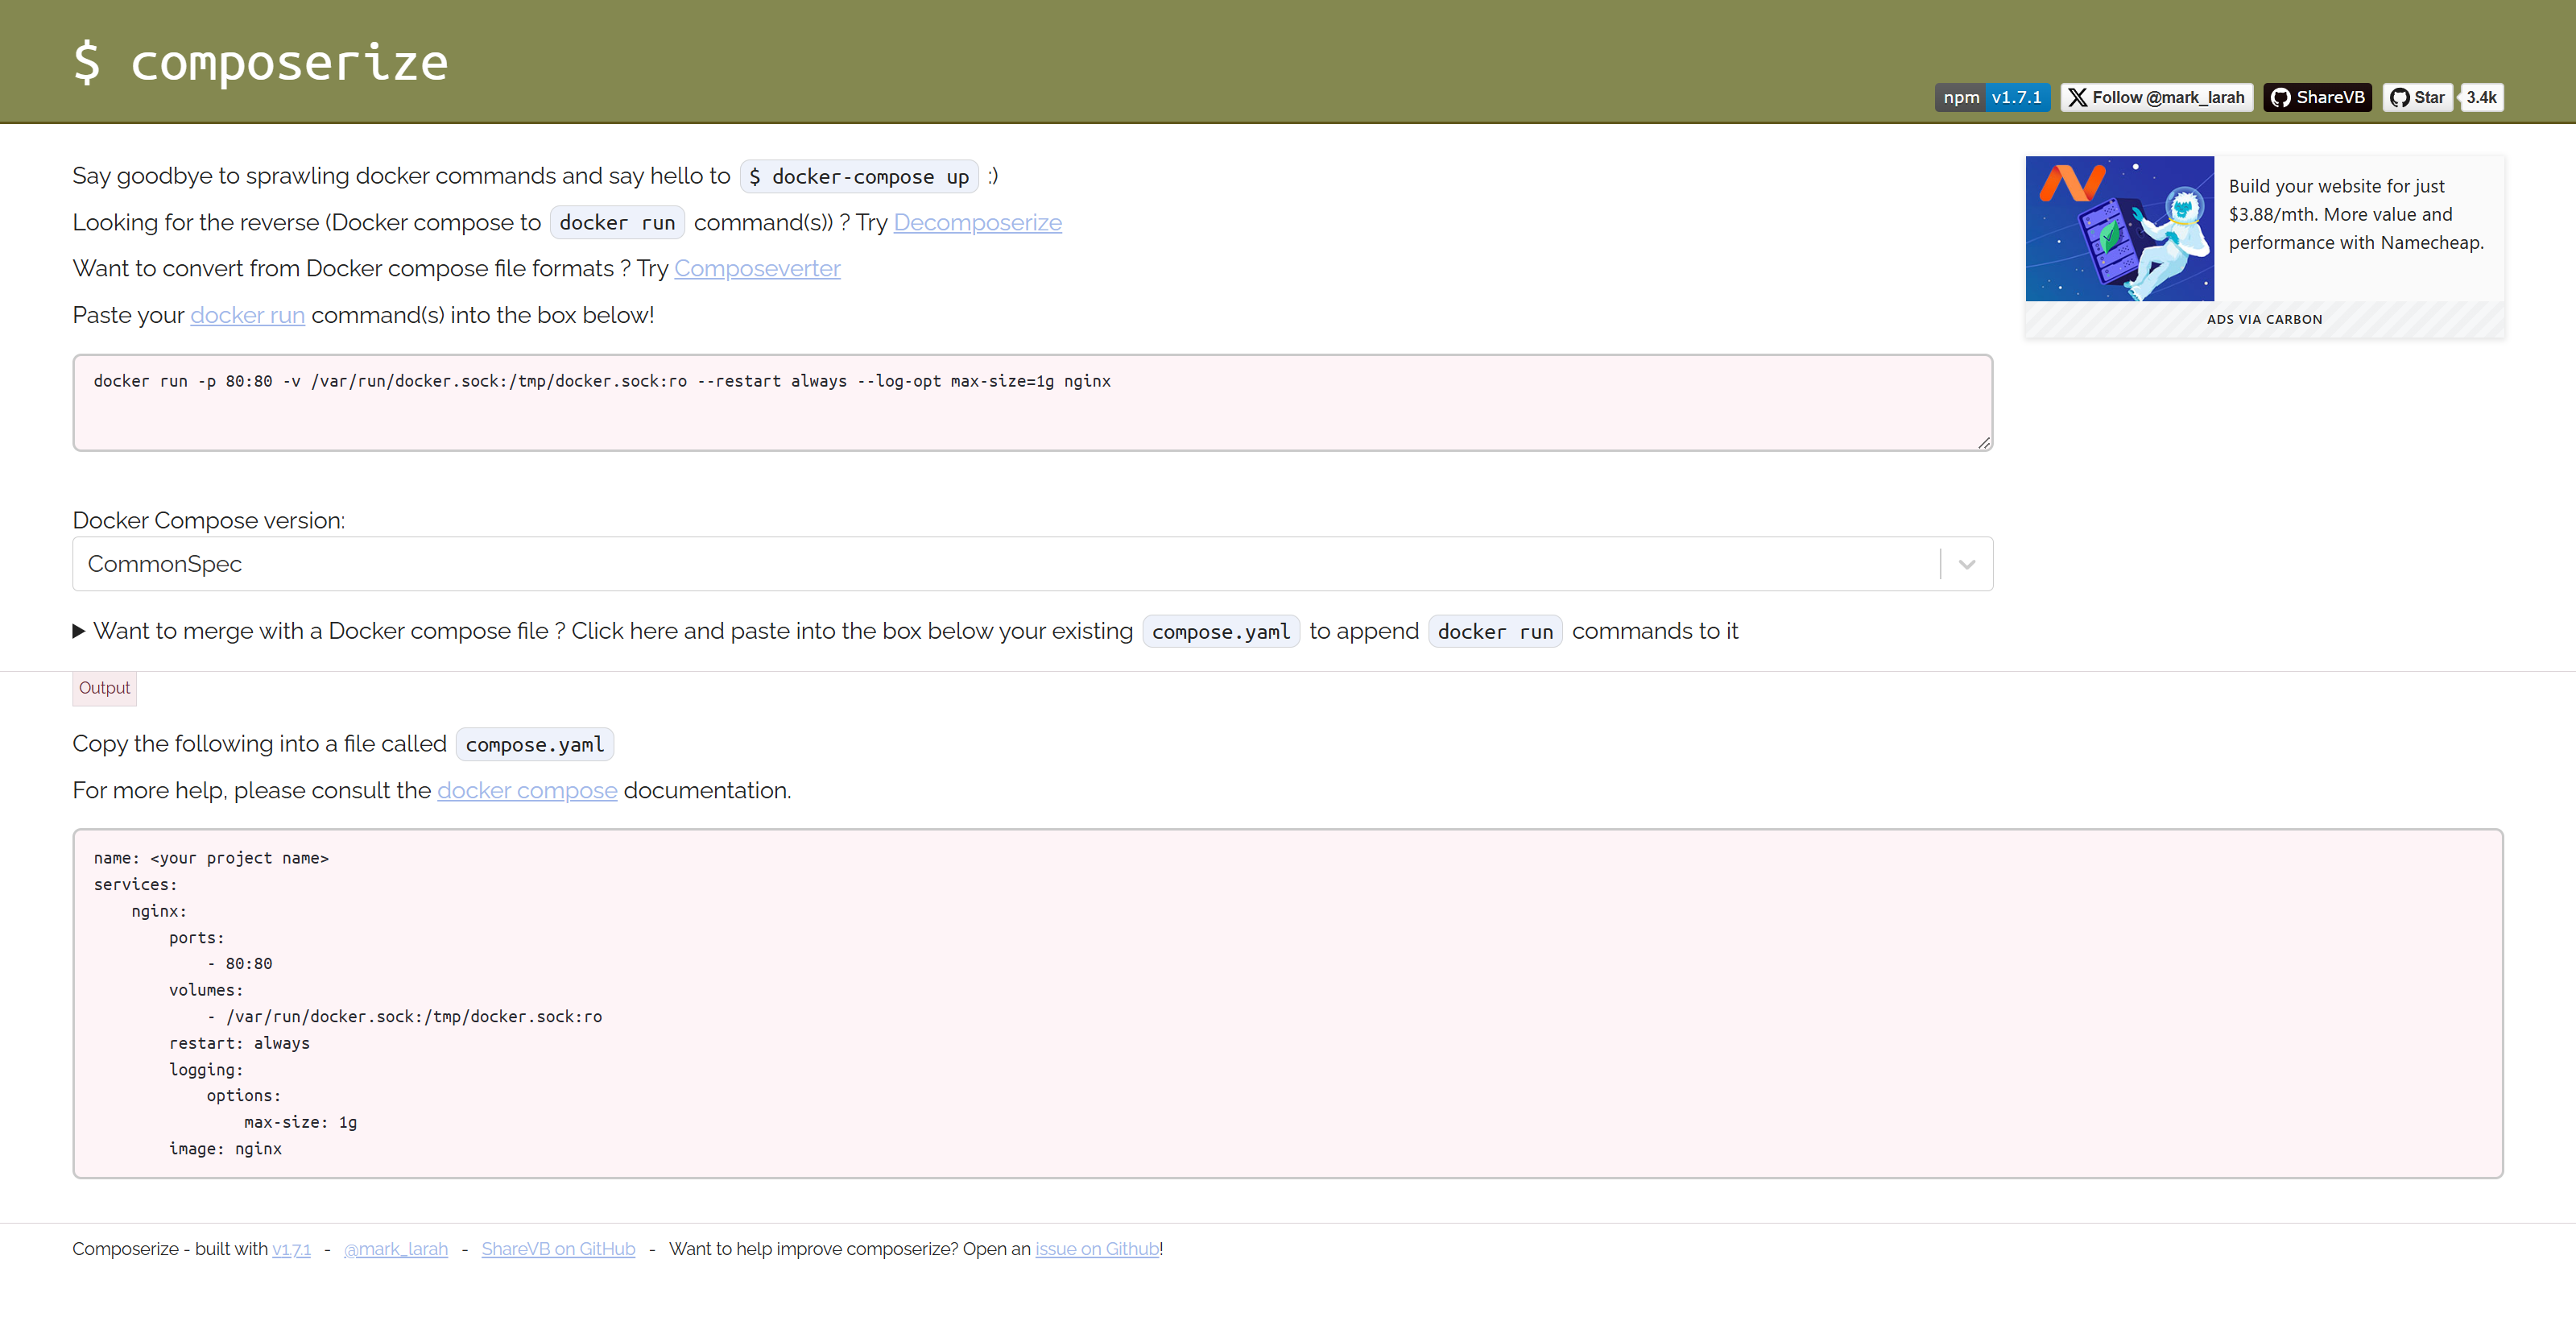 $ composerize
npm v1.7.1 Follow @mark_larah ShareVB Star 3.4k
Say goodbye to sprawling docker commands and say hello to $ docker-compose up :)
Looking for the reverse (Docker compose to docker run command(s)) ? Try Decomposerize
Want to convert from Docker compose file formats ? Try Composeverter
Paste your docker run command(s) into the box below!
Build your website for just
$3.88/mth. More value and
performance with Namecheap.
ADS VIA CARBON
docker run -p 80:80 -v /var/run/docker.sock:/tmp/docker.sock:ro --restart always --log-opt max-size=1g nginx
Docker Compose version:
CommonSpec
Want to merge with a Docker compose file ? Click here and paste into the box below your existing compose.yaml to append docker run commands to it
Output
Copy the following into a file called compose.yaml
For more help, please consult the docker compose documentation.
name: <your project name>
services:
    nginx:
        ports:
            - 80:80
        volumes:
            - /var/run/docker.sock:/tmp/docker.sock:ro
        restart: always
        logging:
            options:
                max-size: 1g
        image: nginx
Composerize - built with v1.7.1 - @mark_larah - ShareVB on GitHub - Want to help improve composerize? Open an issue on Github!